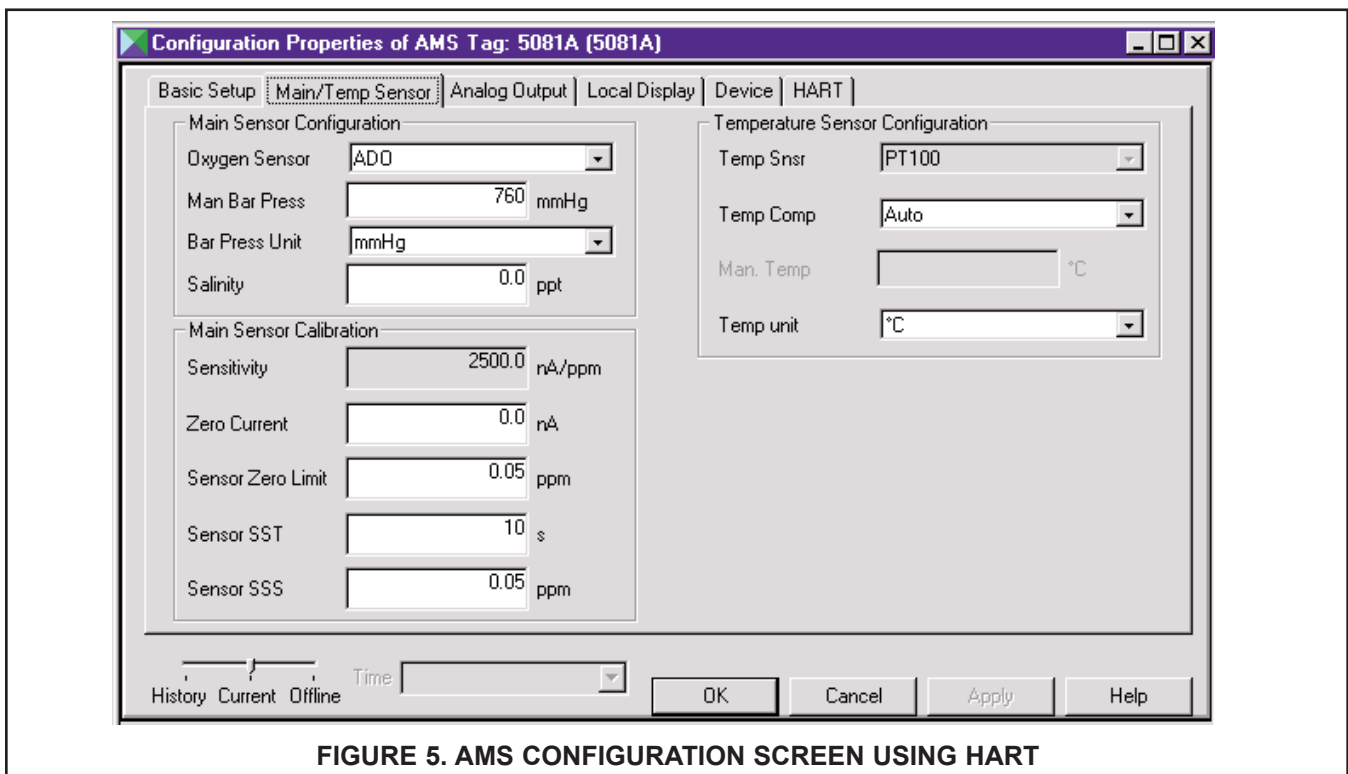 Configuration Properties of AMS Tag: 5081A (5081A)
Basic Setup Main/Temp Sensor Analog Output Local Display Device HART
Main Sensor Configuration
Oxygen Sensor ADO
Man Bar Press 760 mmHg
Bar Press Unit mmHg
Salinity 0.0 ppt
Main Sensor Calibration
Sensitivity 2500.0 nA/ppm
Zero Current 0.0 nA
Sensor Zero Limit 0.05 ppm
Sensor SST 10 s
Sensor SSS 0.05 ppm
Temperature Sensor Configuration
Temp Snsr PT100
Temp Comp Auto
Man. Temp °C
Temp unit °C
History Current Offline
Time
OK Cancel Apply Help
FIGURE 5. AMS CONFIGURATION SCREEN USING HART